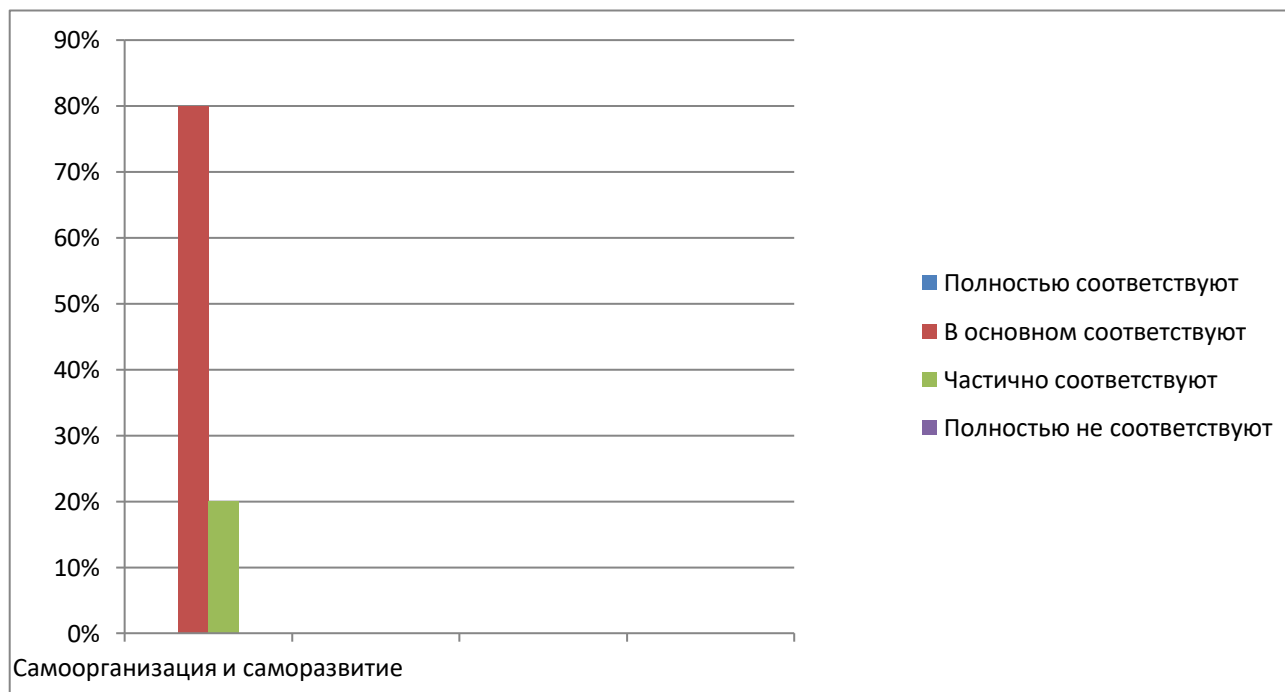 90%
80%
70%
60%
50%
40%
30%
20%
10%
0%
Самоорганизация и саморазвитие
Полностью соответствуют
В основном соответствуют
Частично соответствуют
Полностью не соответствуют